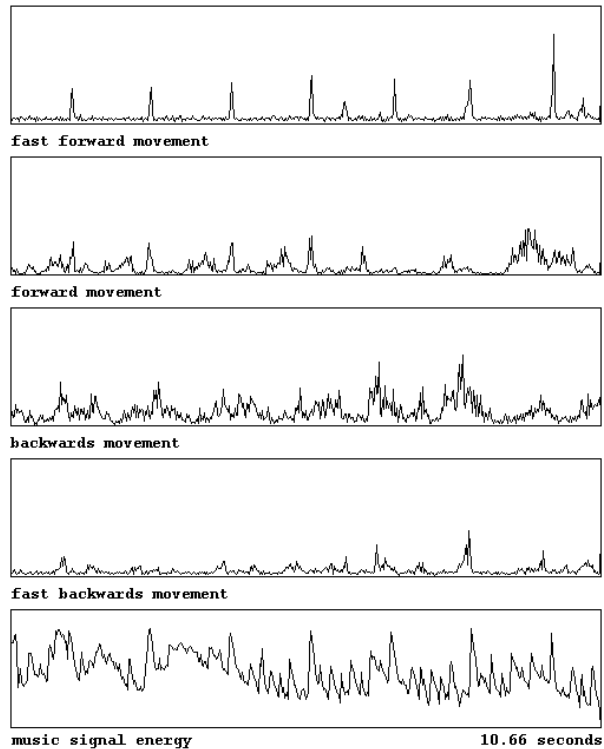 fast forward movement
forward movement
backwards movement
fast backwards movement
music signal energy 10.66 seconds